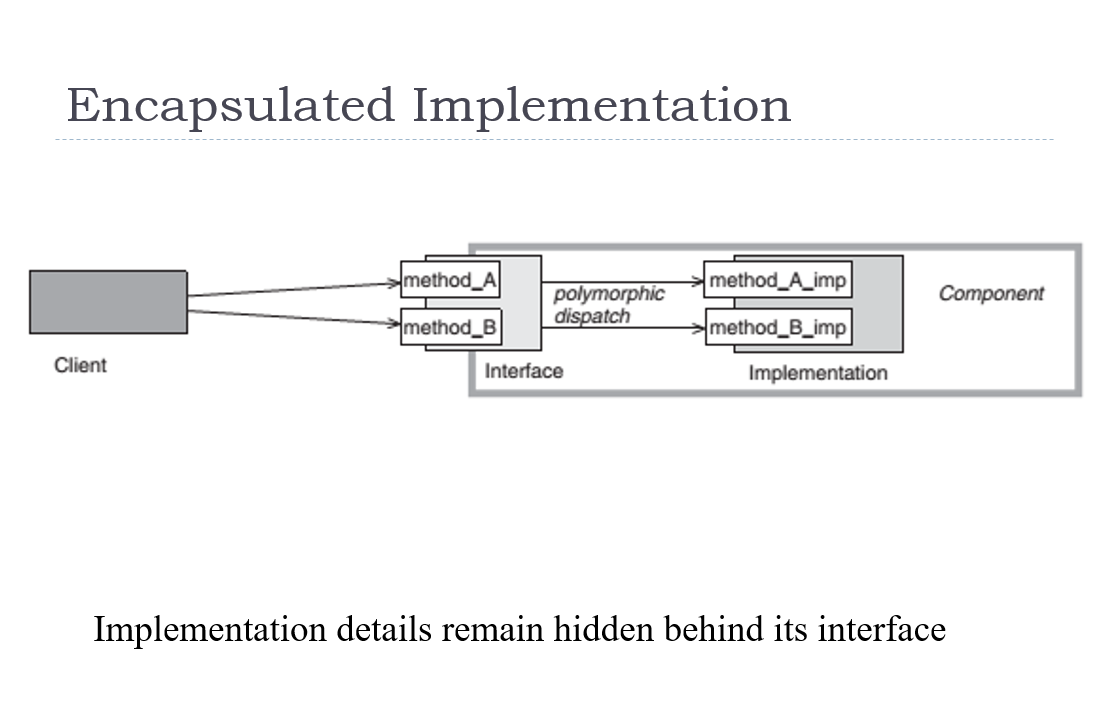 Encapsulated Implementation
method_A
method_B
polymorphic
dispatch
method_A_imp
method_B_imp
Component
Client
Interface
Implementation
Implementation details remain hidden behind its interface